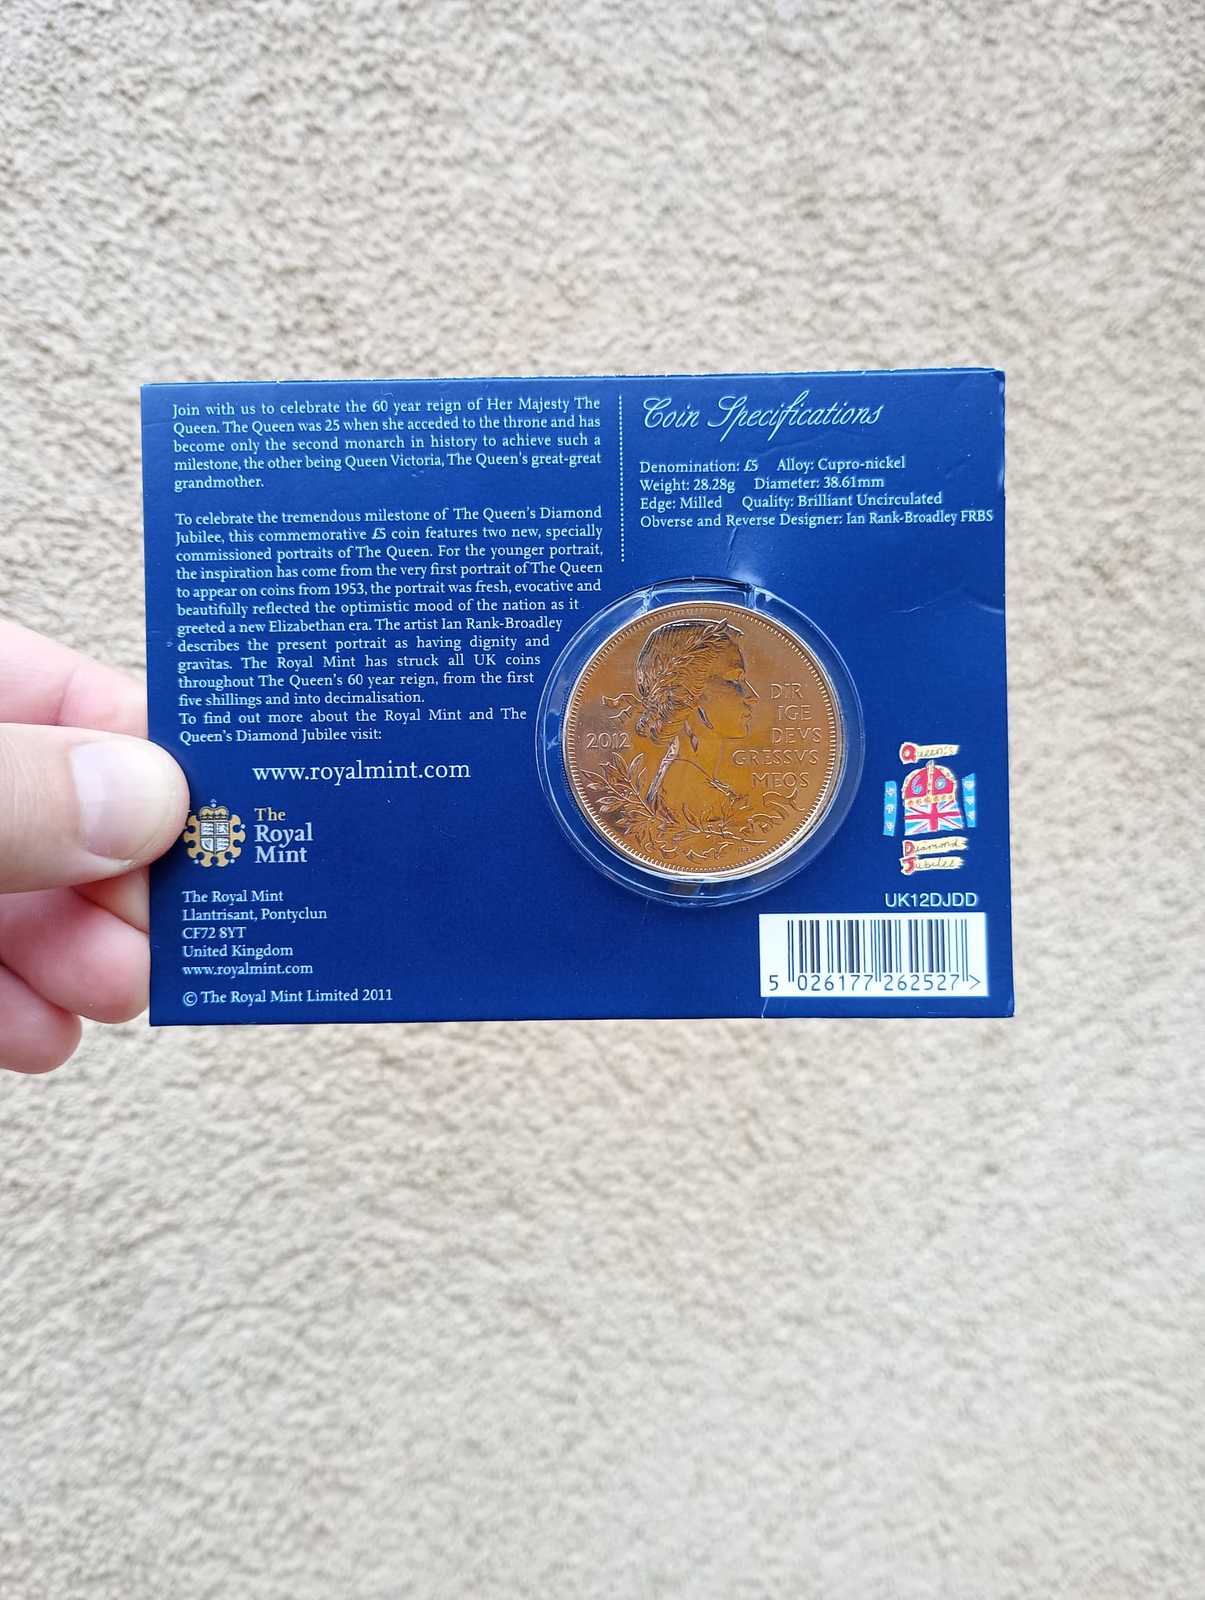 Join with us to celebrate the 60 year reign of Her Majesty The
Queen. The Queen was 25 when she acceded to the throne and has
become only the second monarch in history to achieve such a
milestone, the other being Queen Victoria, The Queen's great-great
grandmother.
To celebrate the tremendous milestone of The Queen's Diamond
Jubilee, this commemorative £5 coin features two new, specially
commissioned portraits of The Queen. For the younger portrait,
the inspiration has come from the very first portrait of The Queen
to appear on coins from 1953, the portrait was fresh, evocative and
beautifully reflected the optimistic mood of the nation as it
greeted a new Elizabethan era. The artist Ian Rank-Broadley
describes the present portrait as having dignity and
gravitas. The Royal Mint has struck all UK coins
throughout The Queen's 60 year reign, from the first
five shillings and into decimalisation.
To find out more about the Royal Mint and The
Queen's Diamond Jubilee visit:
www.royalmint.com
The
Royal
Mint
The Royal Mint
Llantrisant, Pontyclun
CF72 8YT
United Kingdom
www.royalmint.com
© The Royal Mint Limited 2011
Coin Specifications
Denomination: £5 Alloy: Cupro-nickel
Weight: 28.28g Diameter: 38.61mm
Edge: Milled Quality: Brilliant Uncirculated
Obverse and Reverse Designer: Ian Rank-Broadley FRBS
2012
DIR
IGE
DEVS
GRESSVS
MEOS
IRB
Queen's
Diamond
Jubilee
UK12DJDD
5 026177 262527 >